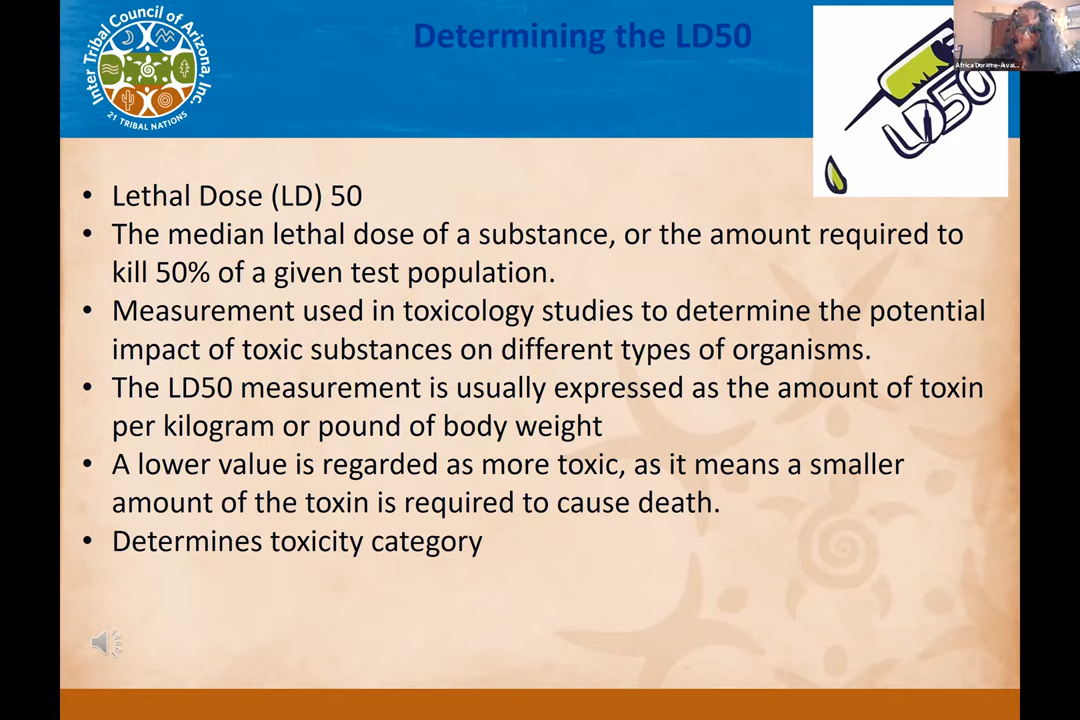 Inter Tribal Council of Arizona, Inc.
21 TRIBAL NATIONS
Determining the LD50
LD50
• Lethal Dose (LD) 50
• The median lethal dose of a substance, or the amount required to
kill 50% of a given test population.
• Measurement used in toxicology studies to determine the potential
impact of toxic substances on different types of organisms.
• The LD50 measurement is usually expressed as the amount of toxin
per kilogram or pound of body weight
• A lower value is regarded as more toxic, as it means a smaller
amount of the toxin is required to cause death.
• Determines toxicity category